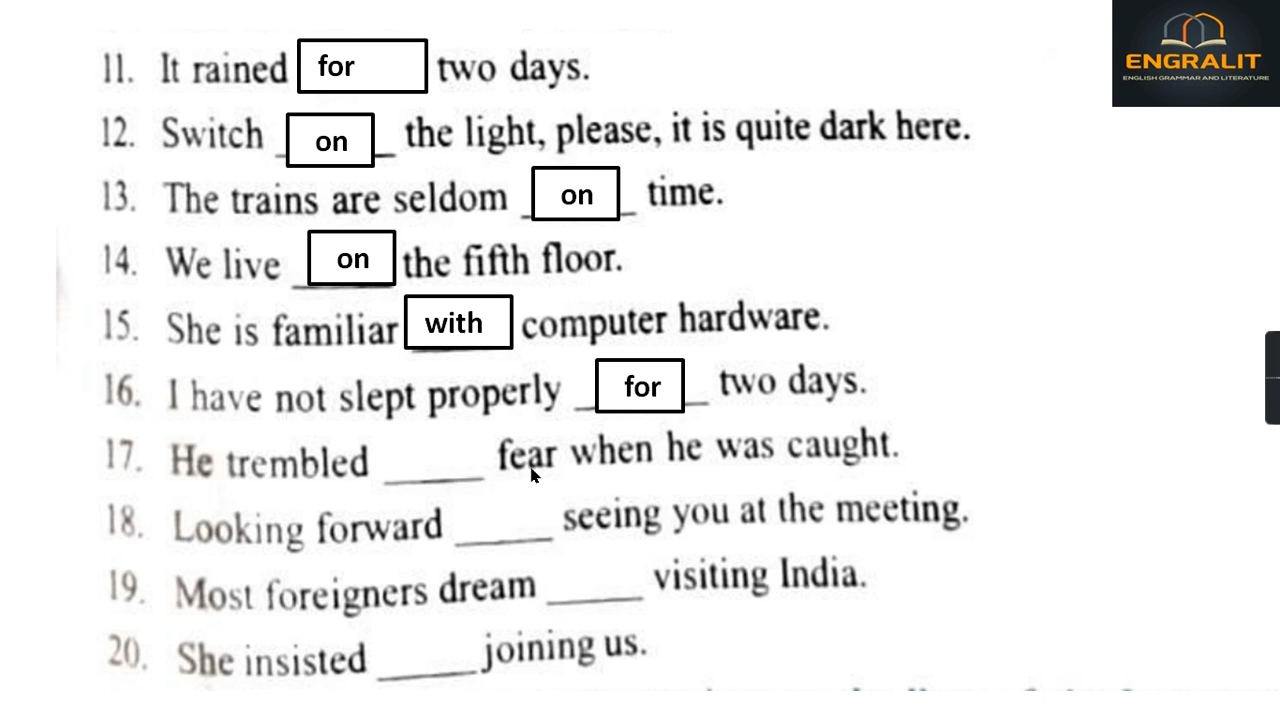 ENGRALIT
ENGLISH GRAMMAR AND LITERATURE
11. It rained for two days.
12. Switch on the light, please, it is quite dark here.
13. The trains are seldom on time.
14. We live on the fifth floor.
15. She is familiar with computer hardware.
16. I have not slept properly for two days.
17. He trembled _____ fear when he was caught.
18. Looking forward _____ seeing you at the meeting.
19. Most foreigners dream _____ visiting India.
20. She insisted _____ joining us.